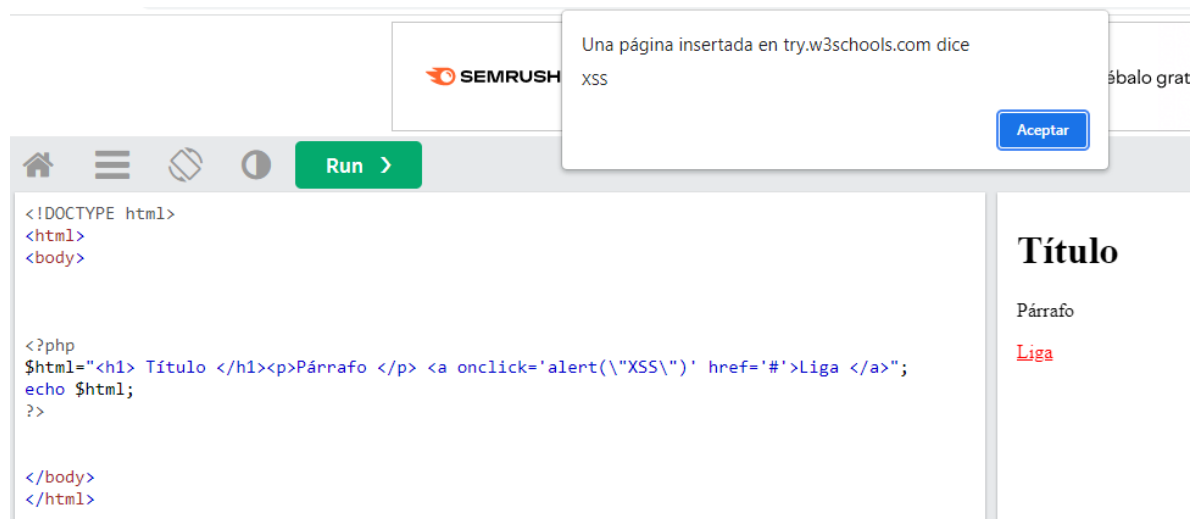 Una página insertada en try.w3schools.com dice
XSS
Aceptar
SEMRUSH
ébalo grat
Run ❯
<!DOCTYPE html>
<html>
<body>
<?php
$html="<h1> Título </h1><p>Párrafo </p> <a onclick='alert(\"XSS\")' href='#'>Liga </a>";
echo $html;
?>
</body>
</html>
Título
Párrafo
Liga